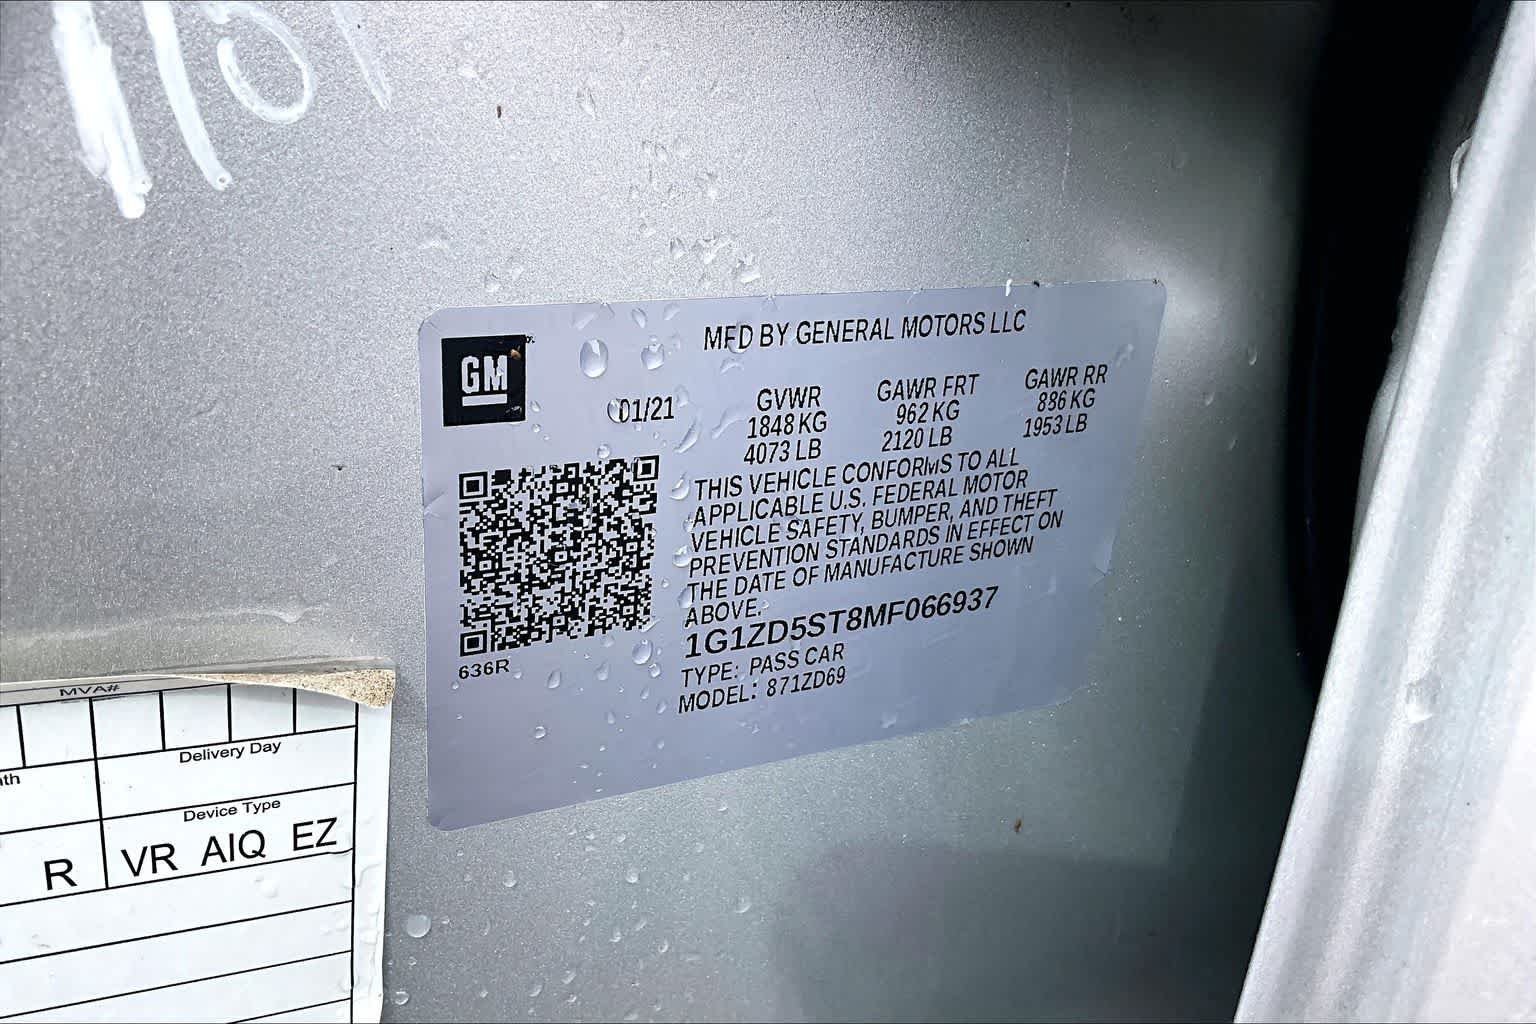 MFD BY GENERAL MOTORS LLC
GM
01/21
GVWR
1848 KG
4073 LB
GAWR FRT
962 KG
2120 LB
GAWR RR
886 KG
1953 LB
THIS VEHICLE CONFORMS TO ALL
APPLICABLE U.S. FEDERAL MOTOR
VEHICLE SAFETY, BUMPER, AND THEFT
PREVENTION STANDARDS IN EFFECT ON
THE DATE OF MANUFACTURE SHOWN
ABOVE.
1G1ZD5ST8MF066937
TYPE: PASS CAR
MODEL: 871ZD69
636R
MVA#
Delivery Day
Device Type
R VR AIQ EZ